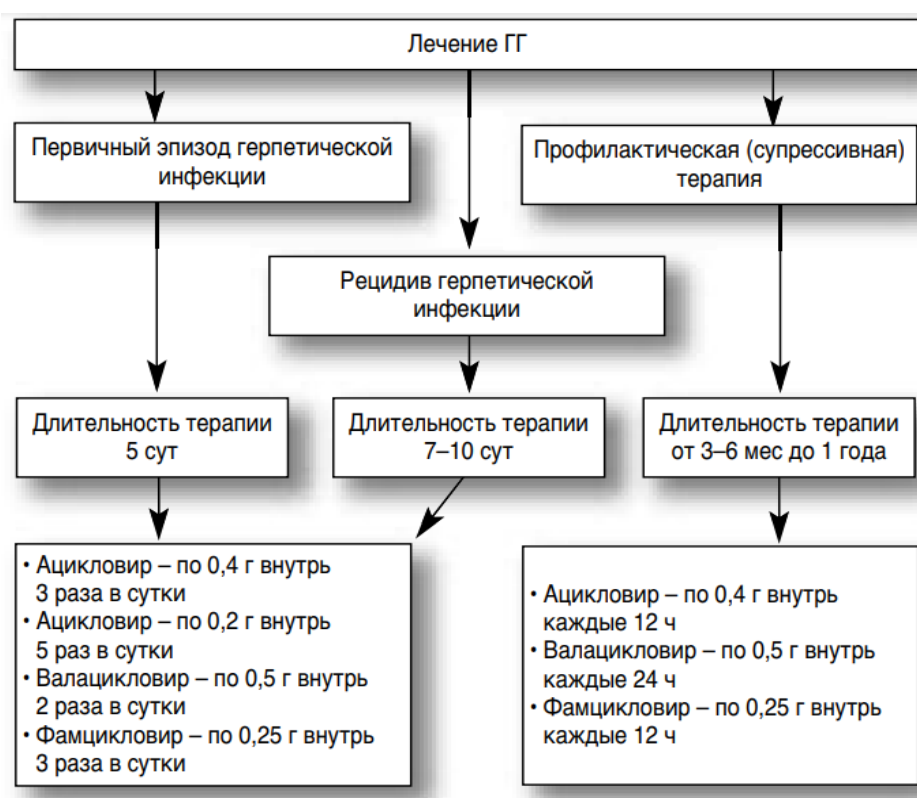 Лечение ГГ
Первичный эпизод герпетической
инфекции
Профилактическая (супрессивная)
терапия
Рецидив герпетической
инфекции
Длительность терапии
5 сут
Длительность терапии
7–10 сут
Длительность терапии
от 3–6 мес до 1 года
• Ацикловир – по 0,4 г внутрь
3 раза в сутки
• Ацикловир – по 0,2 г внутрь
5 раз в сутки
• Валацикловир – по 0,5 г внутрь
2 раза в сутки
• Фамцикловир – по 0,25 г внутрь
3 раза в сутки
• Ацикловир – по 0,4 г внутрь
каждые 12 ч
• Валацикловир – по 0,5 г внутрь
каждые 24 ч
• Фамцикловир – по 0,25 г внутрь
каждые 12 ч